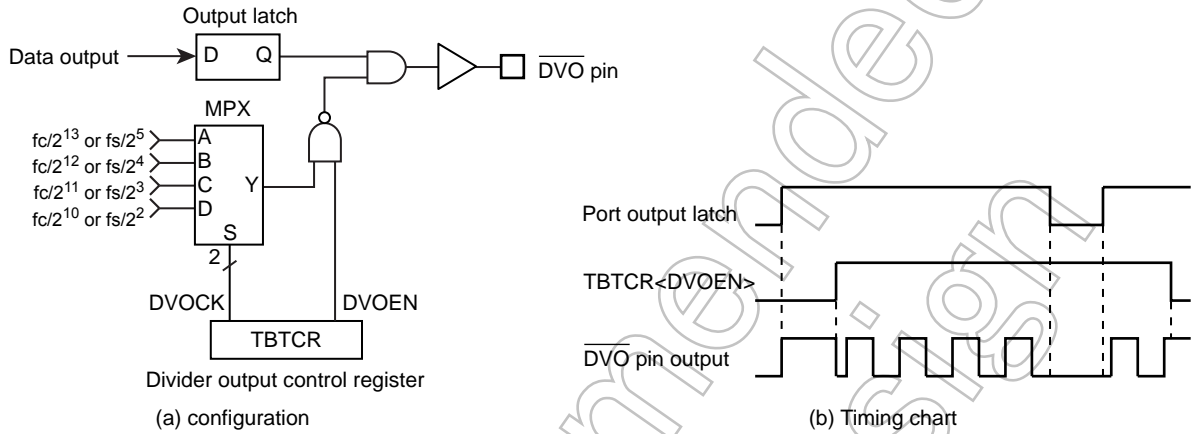 Output latch
Data output
D Q
DVO pin
MPX
fc/2^13 or fs/2^5
fc/2^12 or fs/2^4
fc/2^11 or fs/2^3
fc/2^10 or fs/2^2
A
B
C
D
Y
S
2
DVOCK
DVOEN
TBTCR
Divider output control register
(a) configuration
Port output latch
TBTCR<DVOEN>
DVO pin output
(b) Timing chart